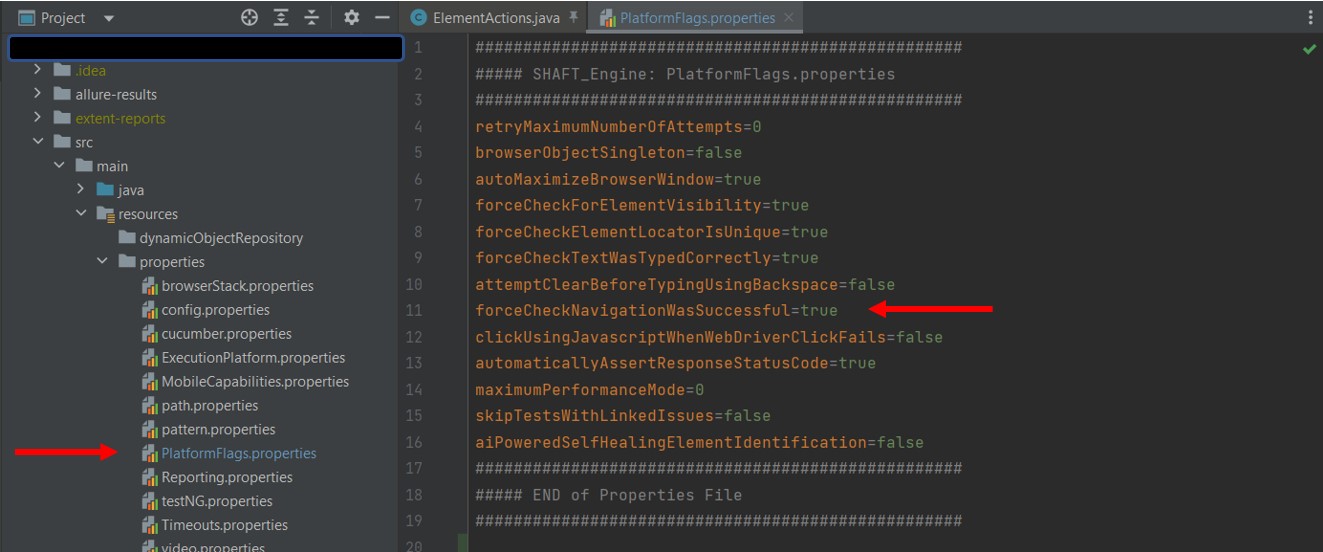 Project
ElementActions.java
PlatformFlags.properties
.idea
allure-results
extent-reports
src
main
java
resources
dynamicObjectRepository
properties
browserStack.properties
config.properties
cucumber.properties
ExecutionPlatform.properties
MobileCapabilities.properties
path.properties
pattern.properties
PlatformFlags.properties
Reporting.properties
testNG.properties
Timeouts.properties
video.properties
1 ###################################################
2 ##### SHAFT_Engine: PlatformFlags.properties
3 ###################################################
4 retryMaximumNumberOfAttempts=0
5 browserObjectSingleton=false
6 autoMaximizeBrowserWindow=true
7 forceCheckForElementVisibility=true
8 forceCheckElementLocatorIsUnique=true
9 forceCheckTextWasTypedCorrectly=true
10 attemptClearBeforeTypingUsingBackspace=false
11 forceCheckNavigationWasSuccessful=true
12 clickUsingJavascriptWhenWebDriverClickFails=false
13 automaticallyAssertResponseStatusCode=true
14 maximumPerformanceMode=0
15 skipTestsWithLinkedIssues=false
16 aiPoweredSelfHealingElementIdentification=false
17 ###################################################
18 ##### END of Properties File
19 ###################################################
20